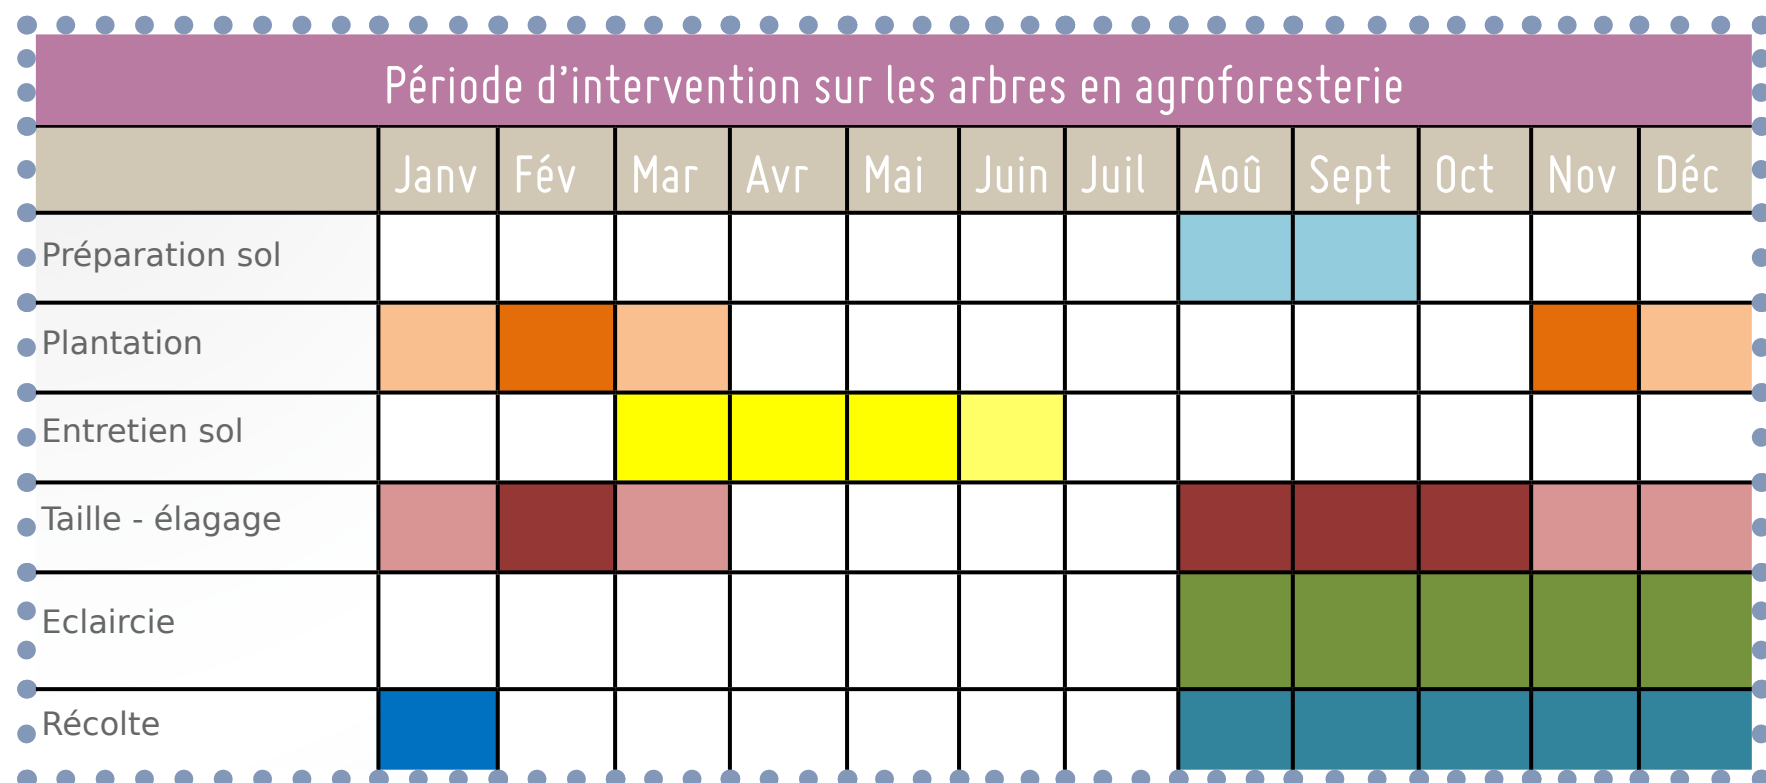 Période d'intervention sur les arbres en agroforesterie
Janv Fév Mar Avr Mai Juin Juil Aoû Sept Oct Nov Déc
Préparation sol
Plantation
Entretien sol
Taille - élagage
Eclaircie
Récolte